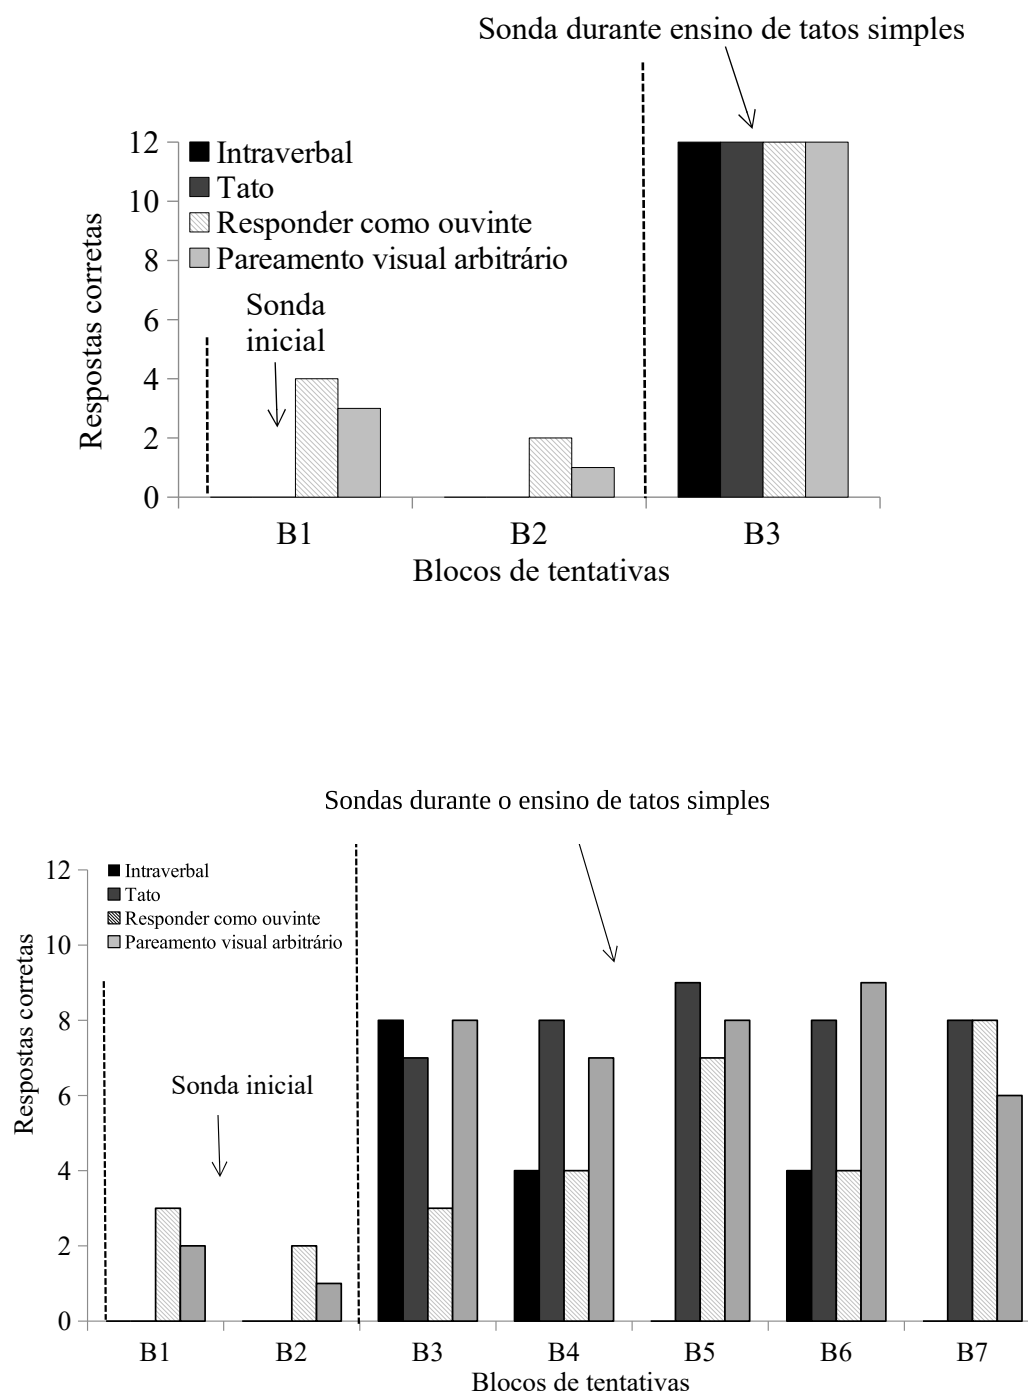 Sonda durante ensino de tatos simples
12
10
8
6
4
2
0
Respostas corretas
Intraverbal
Tato
Responder como ouvinte
Pareamento visual arbitrário
Sonda
inicial
B1 B2 B3
Blocos de tentativas
Sondas durante o ensino de tatos simples
12
10
8
6
4
2
0
Respostas corretas
Intraverbal
Tato
Responder como ouvinte
Pareamento visual arbitrário
Sonda inicial
B1 B2 B3 B4 B5 B6 B7
Blocos de tentativas